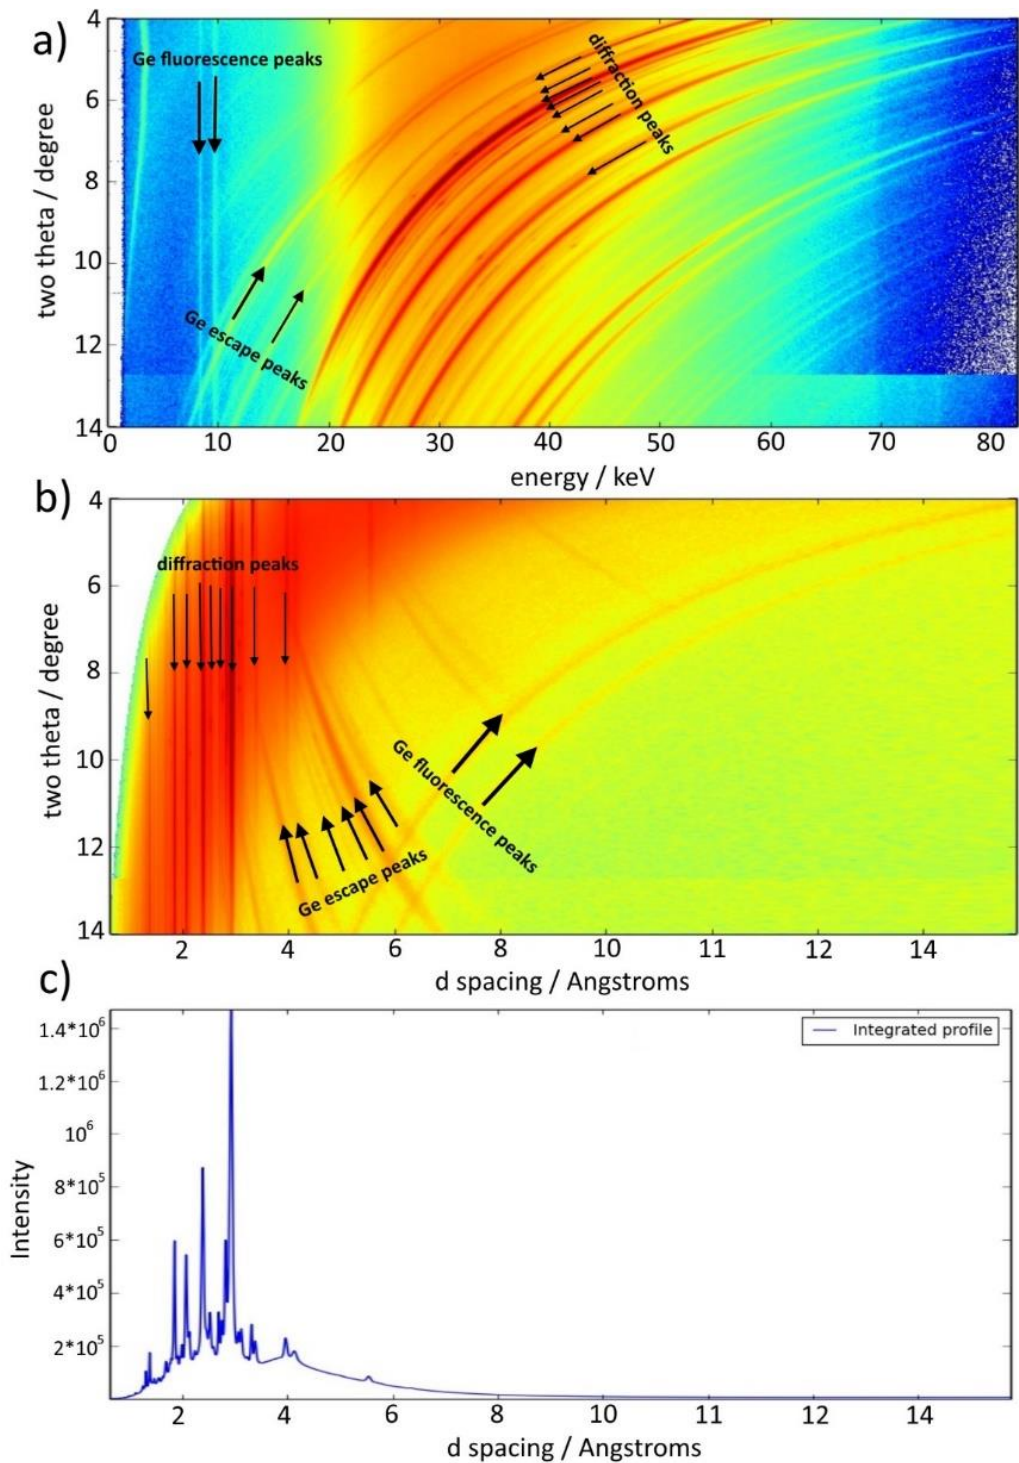 a)
Ge fluorescence peaks
diffraction peaks
Ge escape peaks
two theta / degree
4
6
8
10
12
14
0 10 20 30 40 50 60 70 80
energy / keV
b)
diffraction peaks
Ge fluorescence peaks
Ge escape peaks
two theta / degree
4
6
8
10
12
14
2 4 6 8 10 11 12 14
d spacing / Angstroms
c)
Integrated profile
Intensity
1.4*10⁶
1.2*10⁶
10⁶
8*10⁵
6*10⁵
4*10⁵
2*10⁵
2 4 6 8 10 11 12 14
d spacing / Angstroms